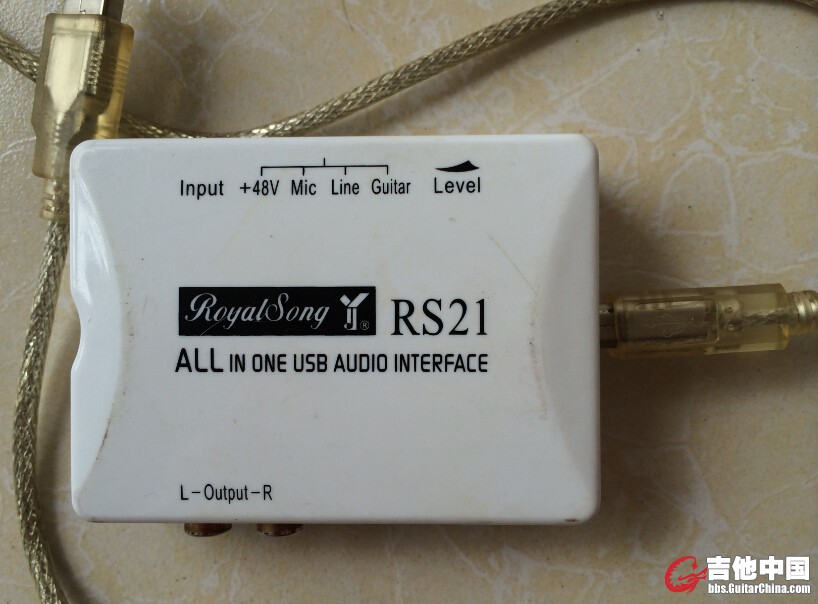 Input +48V Mic Line Guitar Level
RoyalSong ® RS21
ALL IN ONE USB AUDIO INTERFACE
L-Output-R
吉他中国
bbs.GuitarChina.com